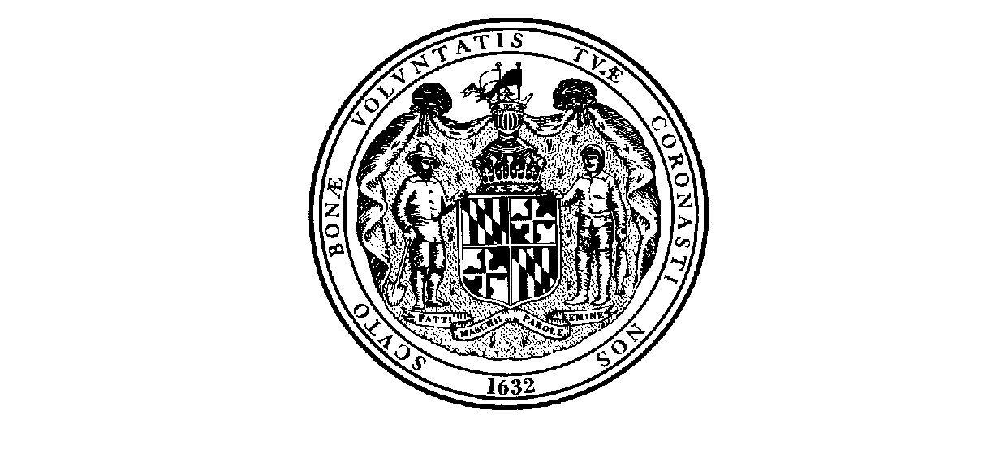 SCVTO BONÆ VOLVNTATIS TVÆ CORONASTI NOS
FATTI MASCHII PAROLE FEMINE
1632